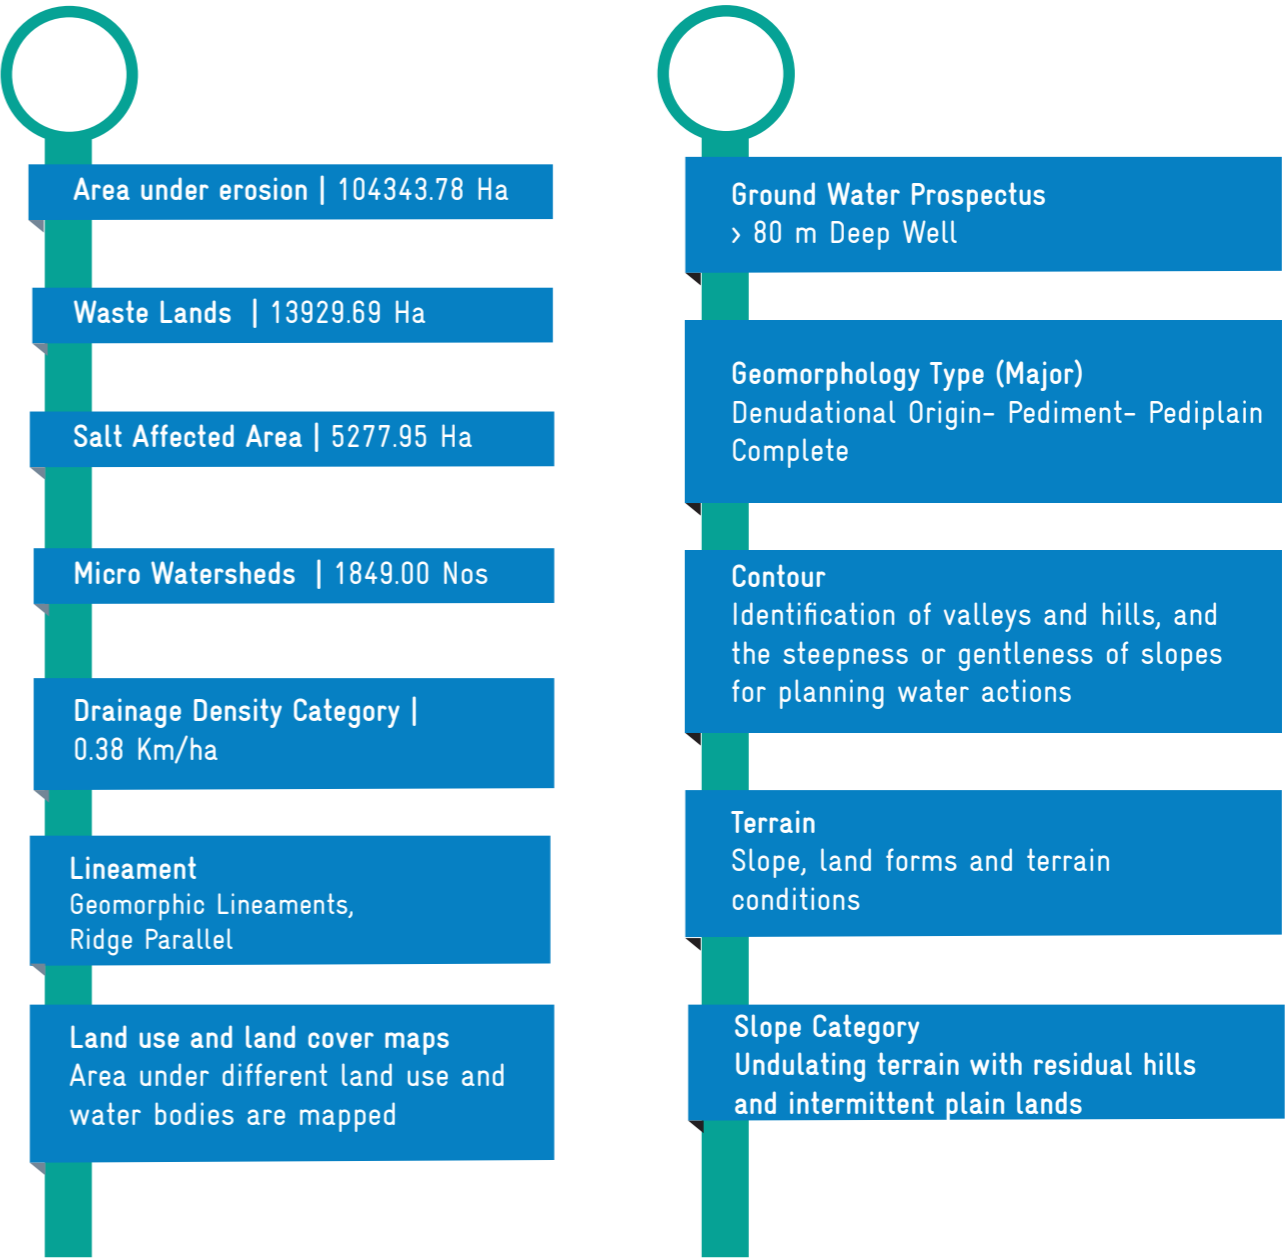 Area under erosion | 104343.78 Ha
Waste Lands | 13929.69 Ha
Salt Affected Area | 5277.95 Ha
Micro Watersheds | 1849.00 Nos
Drainage Density Category |
0.38 Km/ha
Lineament
Geomorphic Lineaments,
Ridge Parallel
Land use and land cover maps
Area under different land use and
water bodies are mapped
Ground Water Prospectus
> 80 m Deep Well
Geomorphology Type (Major)
Denudational Origin- Pediment- Pediplain
Complete
Contour
Identification of valleys and hills, and
the steepness or gentleness of slopes
for planning water actions
Terrain
Slope, land forms and terrain
conditions
Slope Category
Undulating terrain with residual hills
and intermittent plain lands